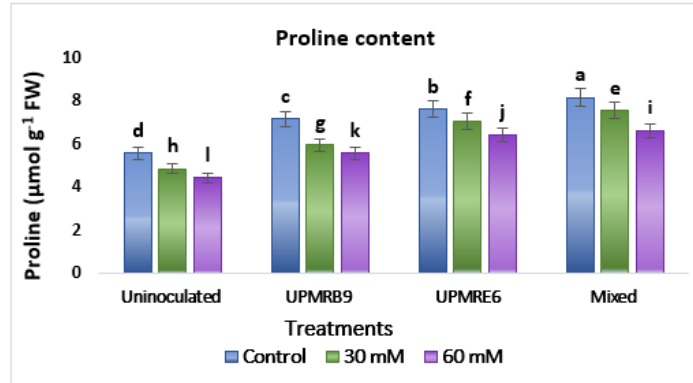 Proline content
Proline (µmol g⁻¹ FW)
10
8
6
4
2
0
d h l
c g k
b f j
a e i
Uninoculated UPMRB9 UPMRE6 Mixed
Treatments
Control 30 mM 60 mM